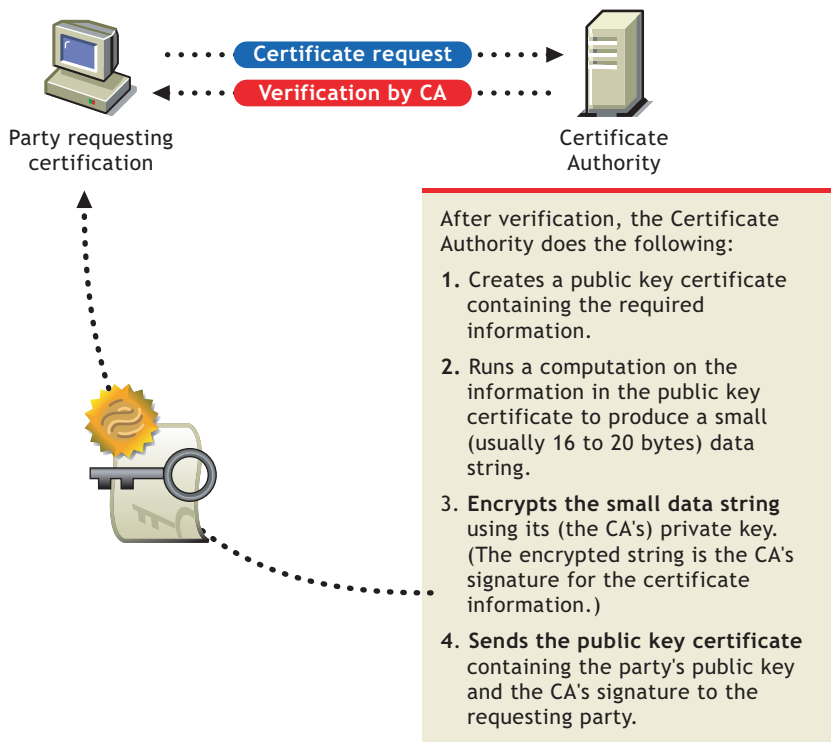 Certificate request
Verification by CA
Party requesting
certification
Certificate
Authority
After verification, the Certificate
Authority does the following:
1. Creates a public key certificate
containing the required
information.
2. Runs a computation on the
information in the public key
certificate to produce a small
(usually 16 to 20 bytes) data
string.
3. Encrypts the small data string
using its (the CA's) private key.
(The encrypted string is the CA's
signature for the certificate
information.)
4. Sends the public key certificate
containing the party's public key
and the CA's signature to the
requesting party.